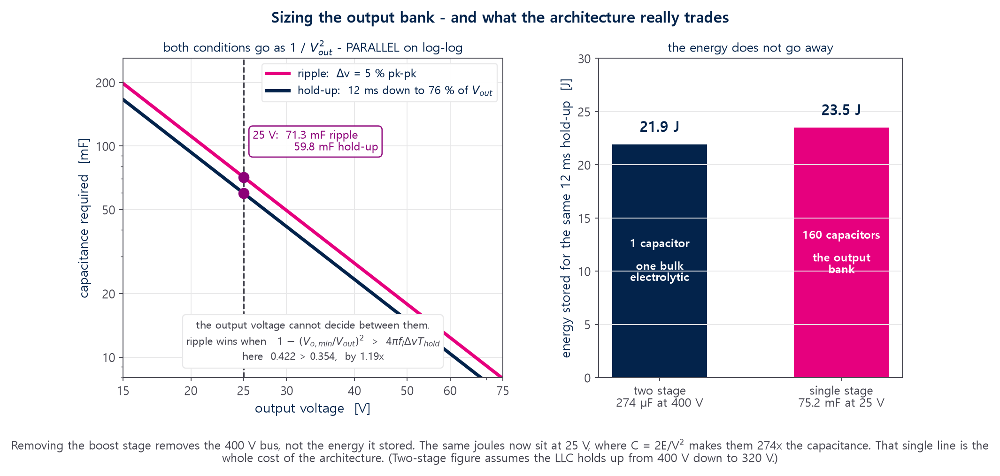 Sizing the output bank - and what the architecture really trades
both conditions go as 1 / V²out - PARALLEL on log-log
capacitance required [mF]
200
100
50
20
10
ripple: Δv = 5 % pk-pk
hold-up: 12 ms down to 76 % of Vout
25 V: 71.3 mF ripple
59.8 mF hold-up
the output voltage cannot decide between them.
ripple wins when 1 − (Vo,min/Vout)² > 4πflΔvThold
here 0.422 > 0.354, by 1.19x
15 20 25 30 40 50 60 75
output voltage [V]
the energy does not go away
energy stored for the same 12 ms hold-up [J]
30
25
20
15
10
5
0
21.9 J
1 capacitor
one bulk
electrolytic
23.5 J
160 capacitors
the output
bank
two stage
274 µF at 400 V
single stage
75.2 mF at 25 V
Removing the boost stage removes the 400 V bus, not the energy it stored. The same joules now sit at 25 V, where C = 2E/V² makes them 274x the capacitance. That single line is the
whole cost of the architecture. (Two-stage figure assumes the LLC holds up from 400 V down to 320 V.)